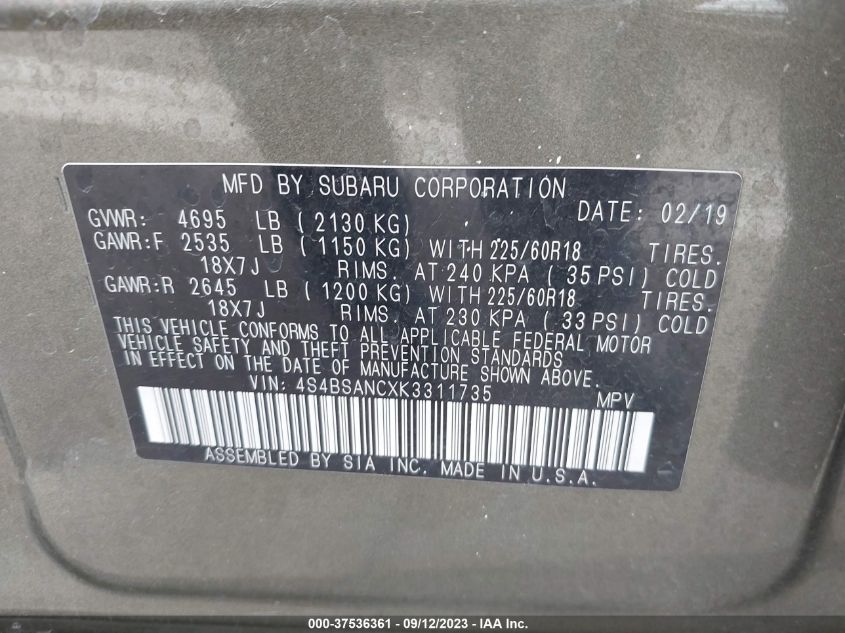 MFD BY SUBARU CORPORATION
DATE: 02/19
GVWR: 4695 LB ( 2130 KG)
GAWR:F 2535 LB ( 1150 KG) WITH 225/60R18 TIRES.
18X7J RIMS. AT 240 KPA ( 35 PSI) COLD
GAWR:R 2645 LB ( 1200 KG) WITH 225/60R18 TIRES.
18X7J RIMS. AT 230 KPA ( 33 PSI) COLD
THIS VEHICLE CONFORMS TO ALL APPLICABLE FEDERAL MOTOR
VEHICLE SAFETY AND THEFT PREVENTION STANDARDS
IN EFFECT ON THE DATE OF MANUFACTURE SHOWN ABOVE.
VIN: 4S4BSANCXK3311735 MPV
ASSEMBLED BY SIA INC. MADE IN U.S.A.
000-37536361 - 09/12/2023 - IAA Inc.